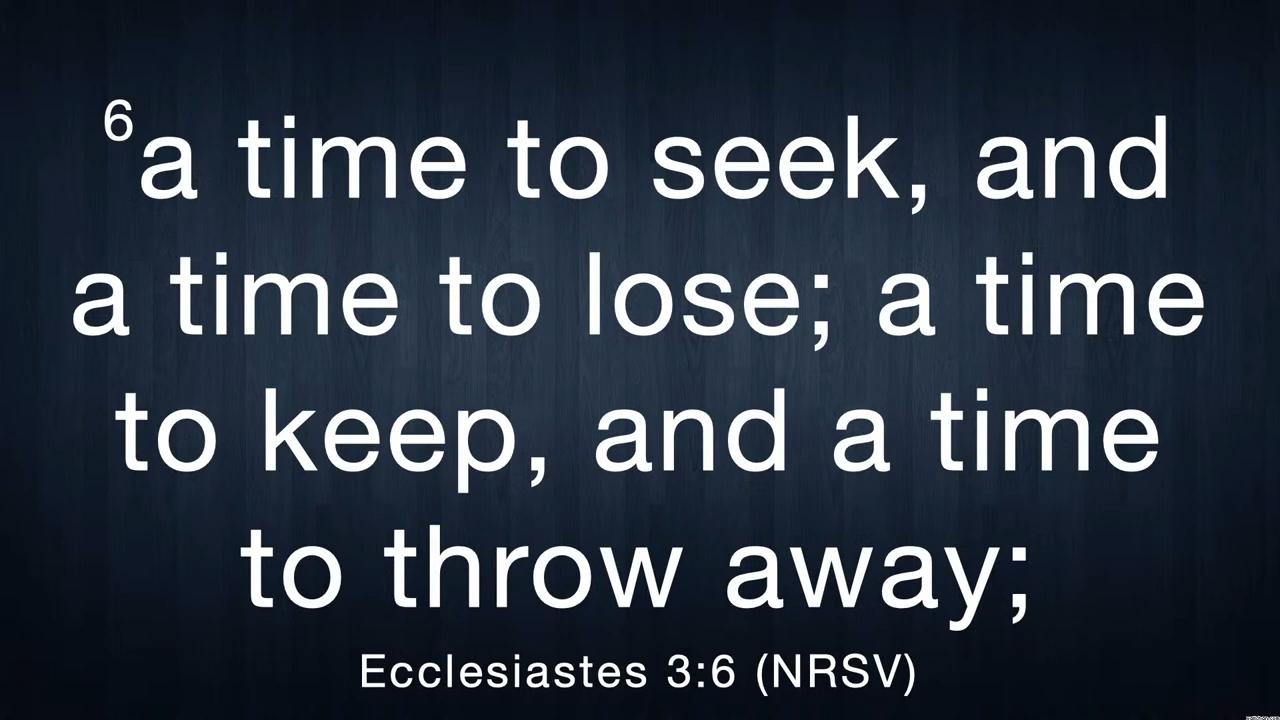 6a time to seek, and
a time to lose; a time
to keep, and a time
to throw away;
Ecclesiastes 3:6 (NRSV)